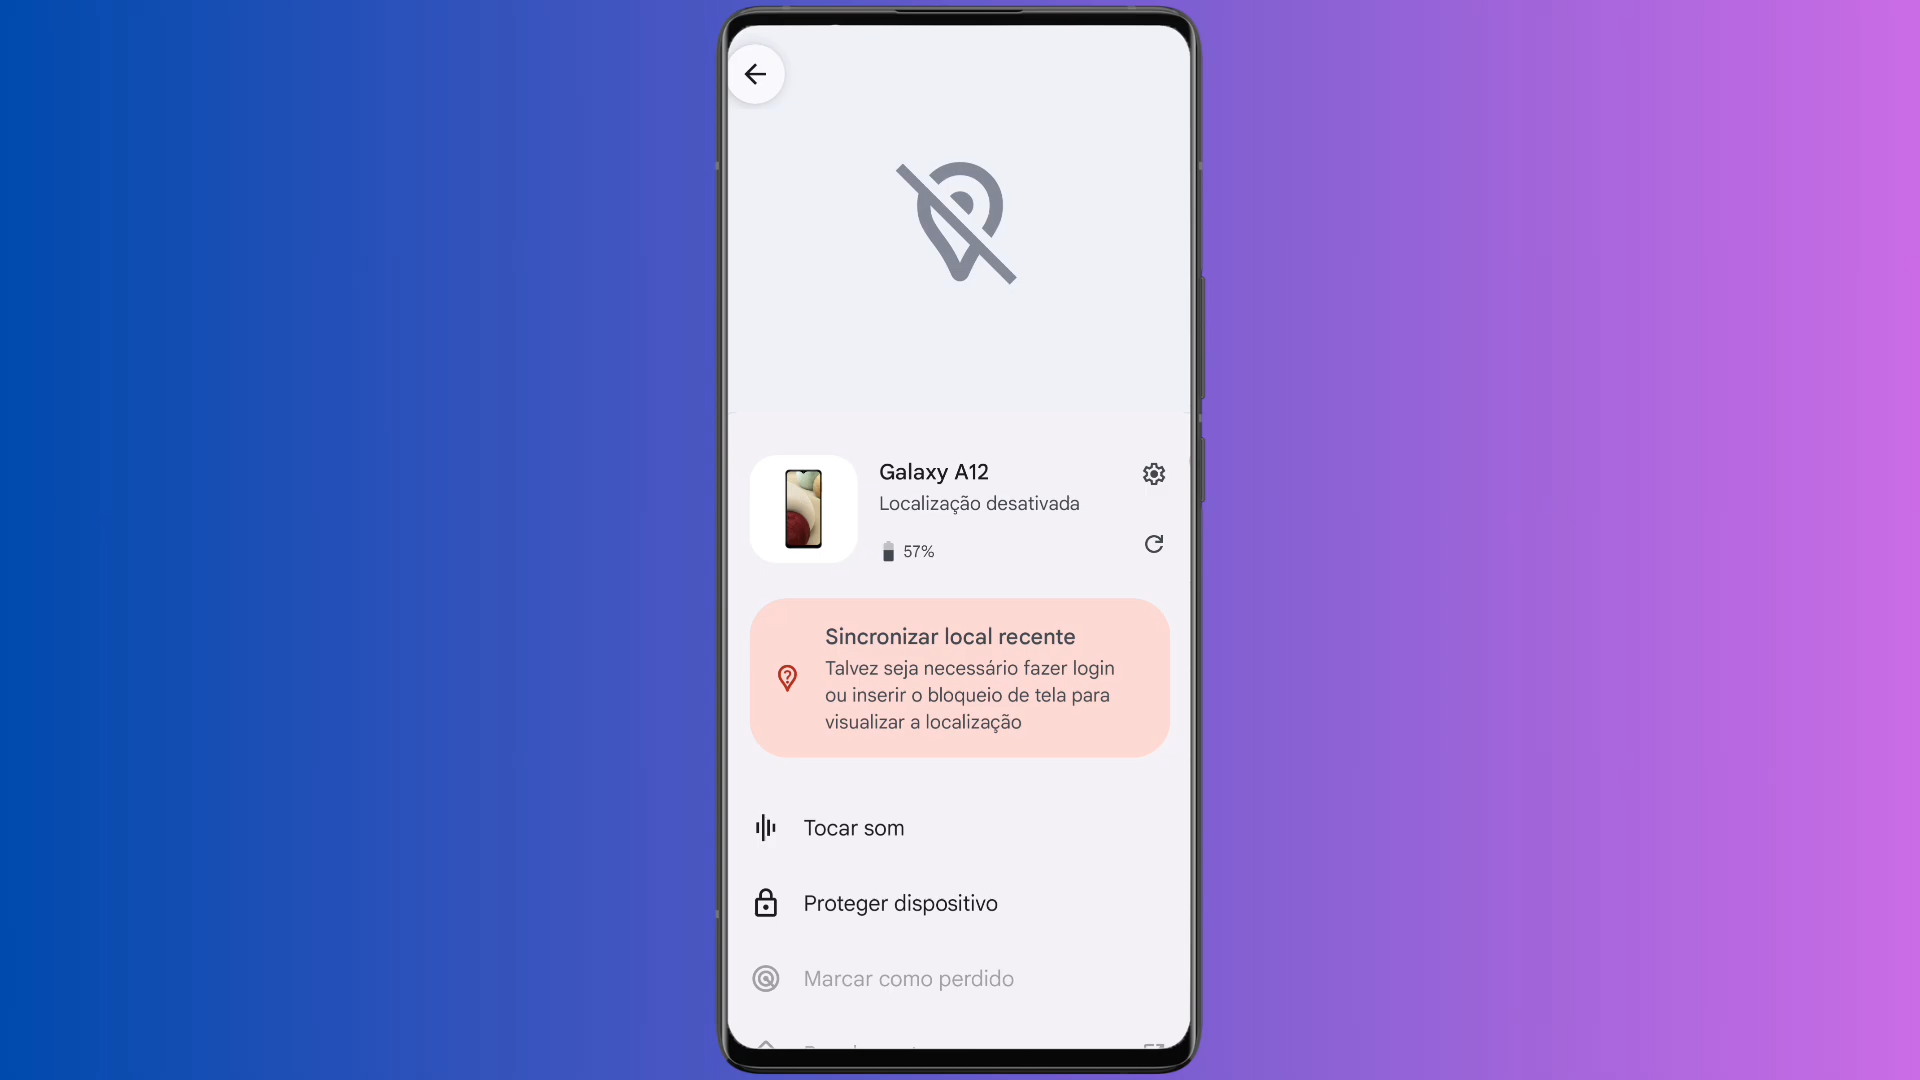 Galaxy A12
Localização desativada
57%
Sincronizar local recente
Talvez seja necessário fazer login
ou inserir o bloqueio de tela para
visualizar a localização
Tocar som
Proteger dispositivo
Marcar como perdido